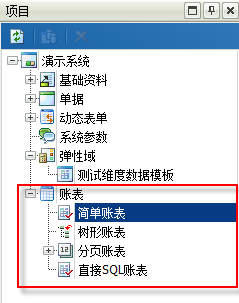 项目
演示系统
基础资料
单据
动态表单
系统参数
弹性域
测试维度数据模板
账表
简单账表
树形账表
分页账表
直接SQL账表